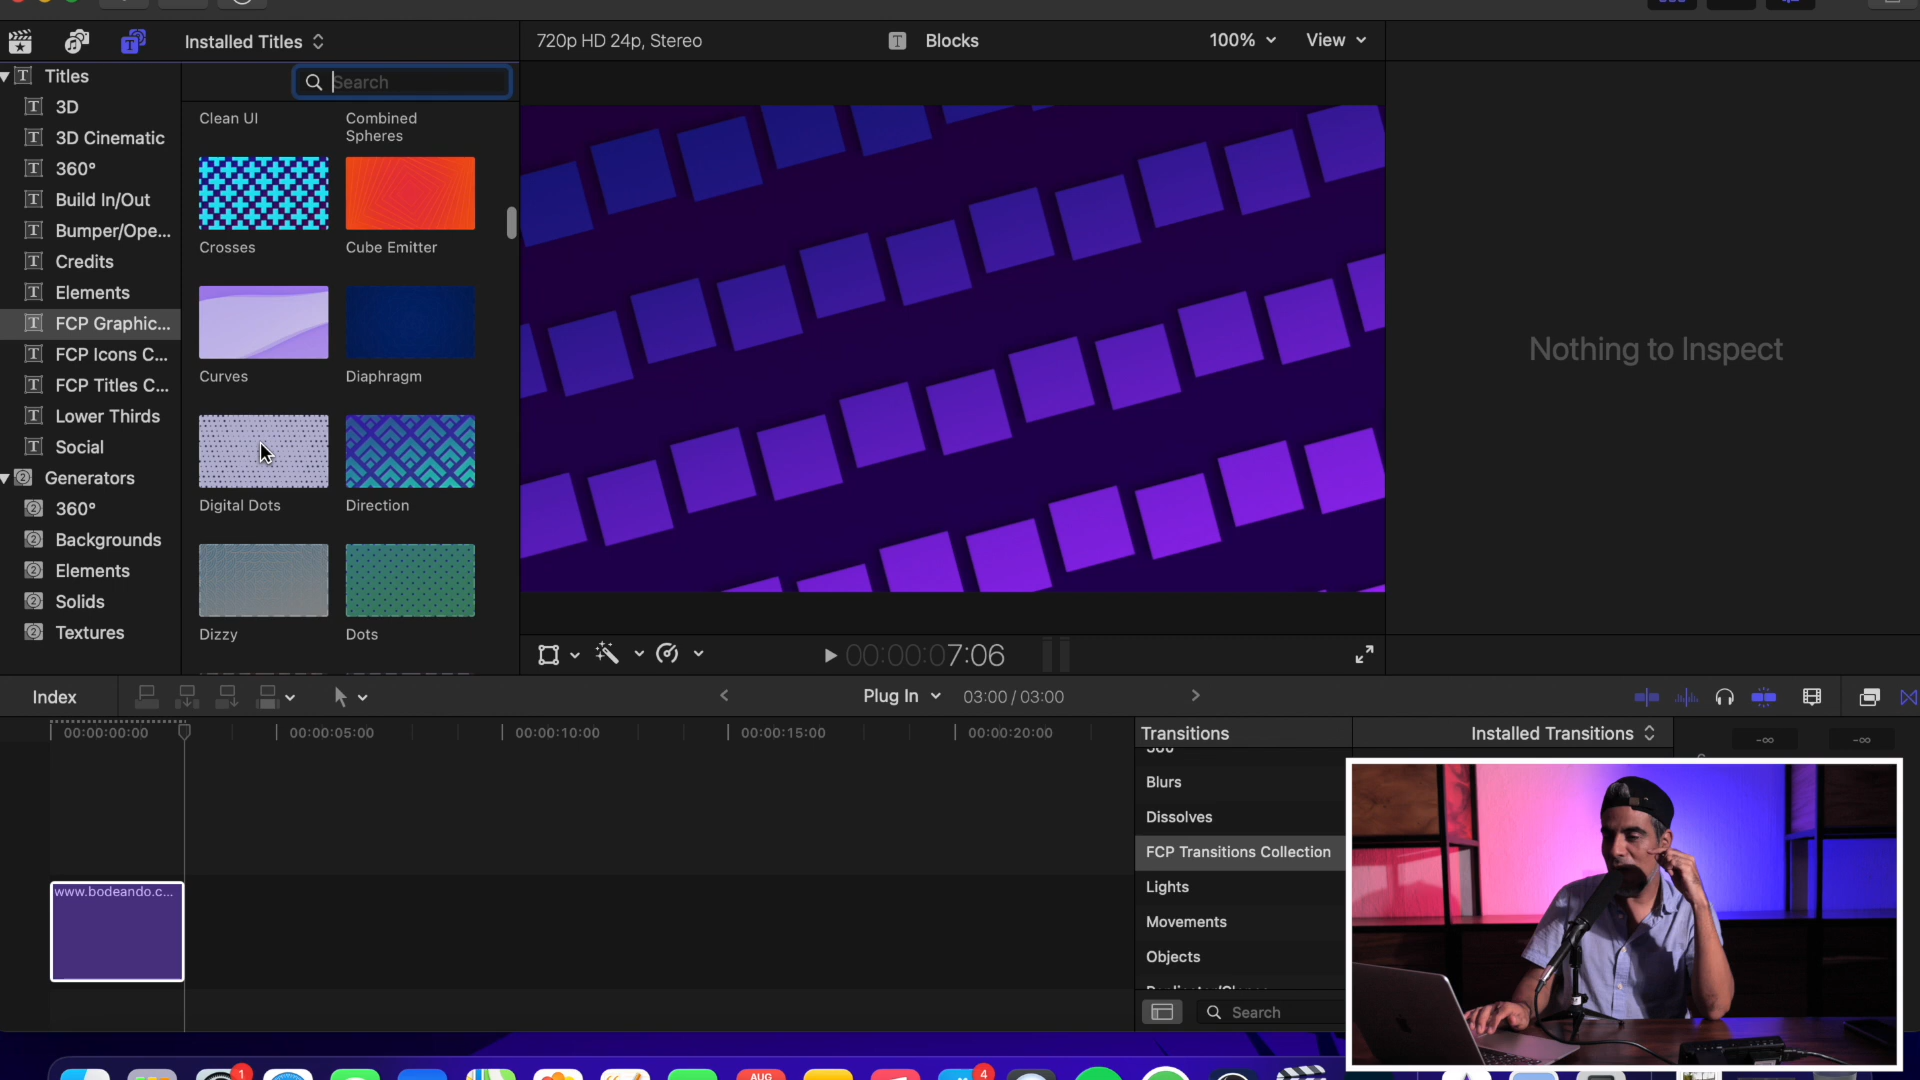 Installed Titles
720p HD 24p, Stereo
Blocks
100%
View
Titles
3D
3D Cinematic
360°
Build In/Out
Bumper/Ope...
Credits
Elements
FCP Graphic...
FCP Icons C...
FCP Titles C...
Lower Thirds
Social
Generators
360°
Backgrounds
Elements
Solids
Textures
Search
Clean UI
Combined
Spheres
Crosses
Cube Emitter
Curves
Diaphragm
Digital Dots
Direction
Dizzy
Dots
Nothing to Inspect
00:00:07:06
Index
Plug In
03:00 / 03:00
00:00:00:00
00:00:05:00
00:00:10:00
00:00:15:00
00:00:20:00
www.bodeando.c...
Transitions
Installed Transitions
Blurs
Dissolves
FCP Transitions Collection
Lights
Movements
Objects
Search
-∞
-∞
1
AUG
4